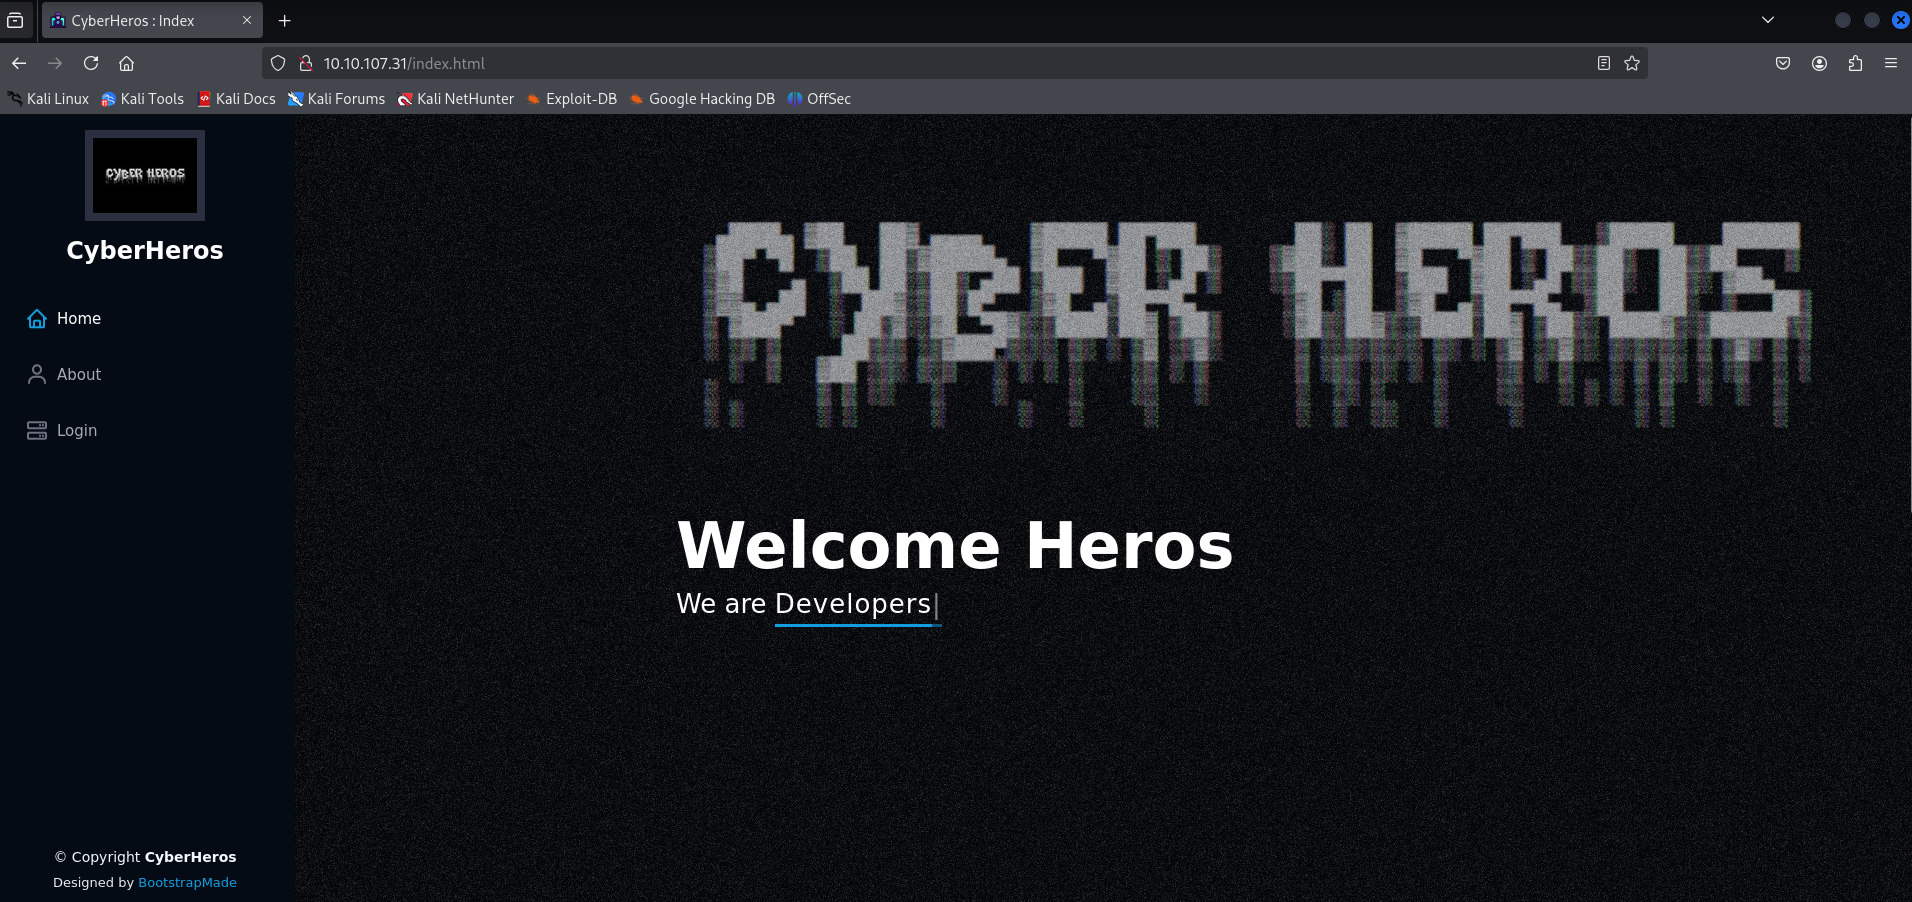 CyberHeros : Index
10.10.107.31/index.html
Kali Linux Kali Tools Kali Docs Kali Forums Kali NetHunter Exploit-DB Google Hacking DB OffSec
CYBER HEROS
CyberHeros
Home
About
Login
CYBER HEROS
Welcome Heros
We are Developers|
© Copyright CyberHeros
Designed by BootstrapMade